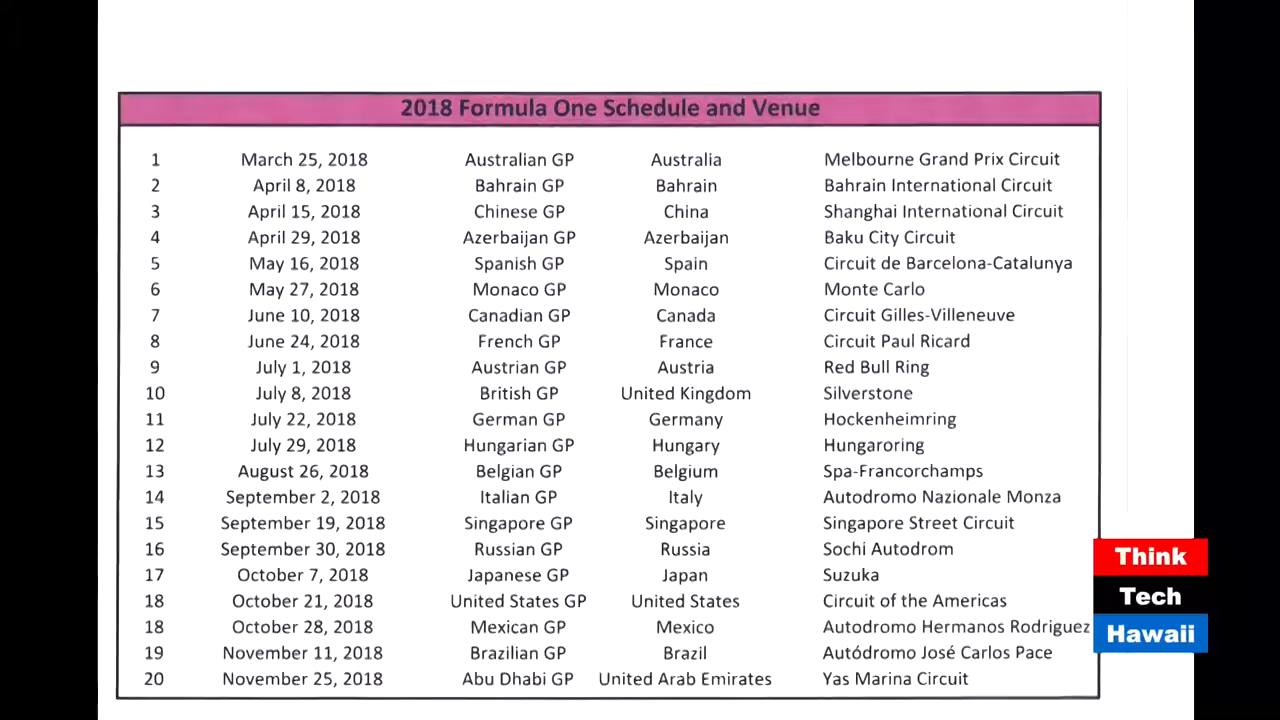 2018 Formula One Schedule and Venue
1 March 25, 2018 Australian GP Australia Melbourne Grand Prix Circuit
2 April 8, 2018 Bahrain GP Bahrain Bahrain International Circuit
3 April 15, 2018 Chinese GP China Shanghai International Circuit
4 April 29, 2018 Azerbaijan GP Azerbaijan Baku City Circuit
5 May 16, 2018 Spanish GP Spain Circuit de Barcelona-Catalunya
6 May 27, 2018 Monaco GP Monaco Monte Carlo
7 June 10, 2018 Canadian GP Canada Circuit Gilles-Villeneuve
8 June 24, 2018 French GP France Circuit Paul Ricard
9 July 1, 2018 Austrian GP Austria Red Bull Ring
10 July 8, 2018 British GP United Kingdom Silverstone
11 July 22, 2018 German GP Germany Hockenheimring
12 July 29, 2018 Hungarian GP Hungary Hungaroring
13 August 26, 2018 Belgian GP Belgium Spa-Francorchamps
14 September 2, 2018 Italian GP Italy Autodromo Nazionale Monza
15 September 19, 2018 Singapore GP Singapore Singapore Street Circuit
16 September 30, 2018 Russian GP Russia Sochi Autodrom
17 October 7, 2018 Japanese GP Japan Suzuka
18 October 21, 2018 United States GP United States Circuit of the Americas
18 October 28, 2018 Mexican GP Mexico Autodromo Hermanos Rodriguez
19 November 11, 2018 Brazilian GP Brazil Autódromo José Carlos Pace
20 November 25, 2018 Abu Dhabi GP United Arab Emirates Yas Marina Circuit
Think
Tech
Hawaii